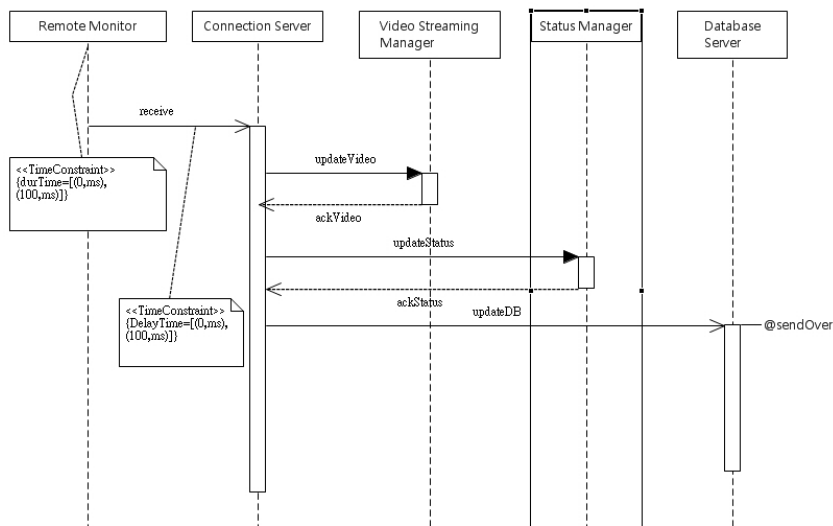 Remote Monitor
Connection Server
Video Streaming
Manager
Status Manager
Database
Server
receive
<<TimeConstraint>>
{durTime=[(0,ms),
(100,ms)]}
updateVideo
ackVideo
updateStatus
ackStatus
<<TimeConstraint>>
{DelayTime=[(0,ms),
(100,ms)]}
updateDB
@sendOver